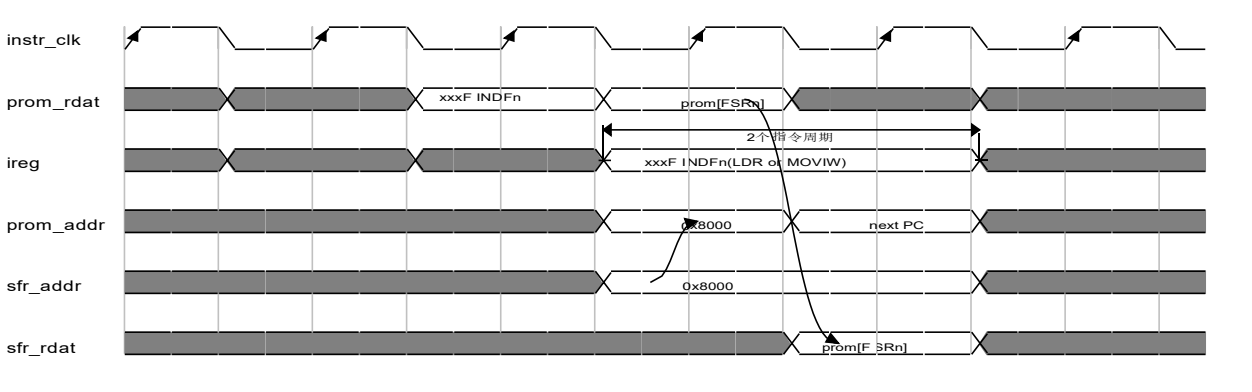 instr_clk
prom_rdat xxxF INDFn prom[FSRn]
2个指令周期
ireg xxxF INDFn(LDR or MOVIW)
prom_addr 0x8000 next PC
sfr_addr 0x8000
sfr_rdat prom[FSRn]